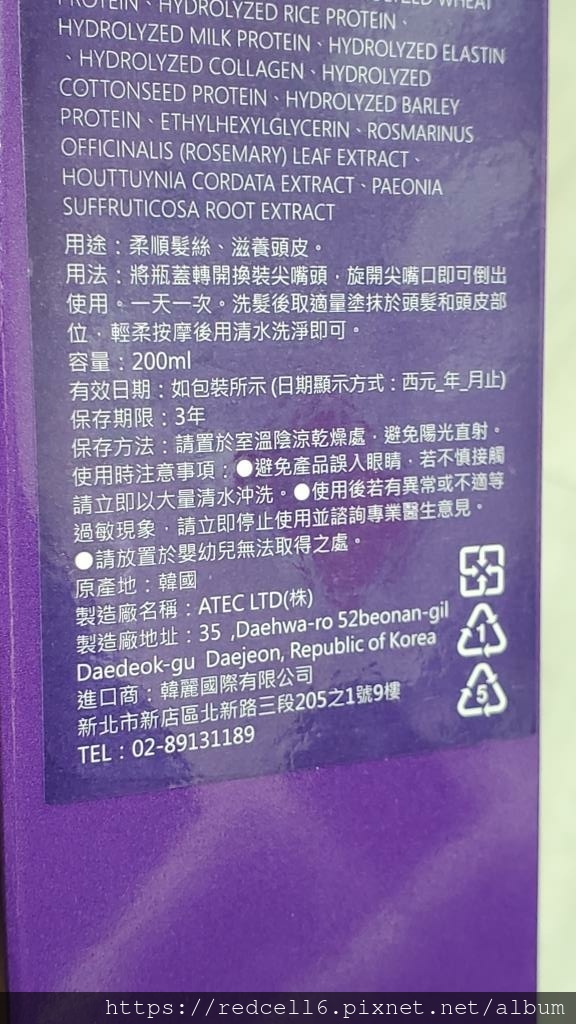 PROTEIN、HYDROLYZED RICE PROTEIN、
HYDROLYZED MILK PROTEIN、HYDROLYZED ELASTIN
、HYDROLYZED COLLAGEN、HYDROLYZED
COTTONSEED PROTEIN、HYDROLYZED BARLEY
PROTEIN、ETHYLHEXYLGLYCERIN、ROSMARINUS
OFFICINALIS (ROSEMARY) LEAF EXTRACT、
HOUTTUYNIA CORDATA EXTRACT、PAEONIA
SUFFRUTICOSA ROOT EXTRACT
用途：柔順髮絲、滋養頭皮。
用法：將瓶蓋轉開換裝尖嘴頭，旋開尖嘴口即可倒出
使用。一天一次。洗髮後取適量塗抹於頭髮和頭皮部
位，輕柔按摩後用清水洗淨即可。
容量：200ml
有效日期：如包裝所示(日期顯示方式：西元_年_月止)
保存期限：3年
保存方法：請置於室溫陰涼乾燥處，避免陽光直射。
使用時注意事項：●避免產品誤入眼睛，若不慎接觸
請立即以大量清水沖洗。●使用後若有異常或不適等
過敏現象，請立即停止使用並諮詢專業醫生意見。
●請放置於嬰幼兒無法取得之處。
原產地：韓國
製造廠名稱：ATEC LTD(株)
製造廠地址：35 ,Daehwa-ro 52beonan-gil
Daedeok-gu Daejeon, Republic of Korea
進口商：韓麗國際有限公司
新北市新店區北新路三段205之1號9樓
TEL：02-89131189
1
5
https://redcell6.pixnet.net/album